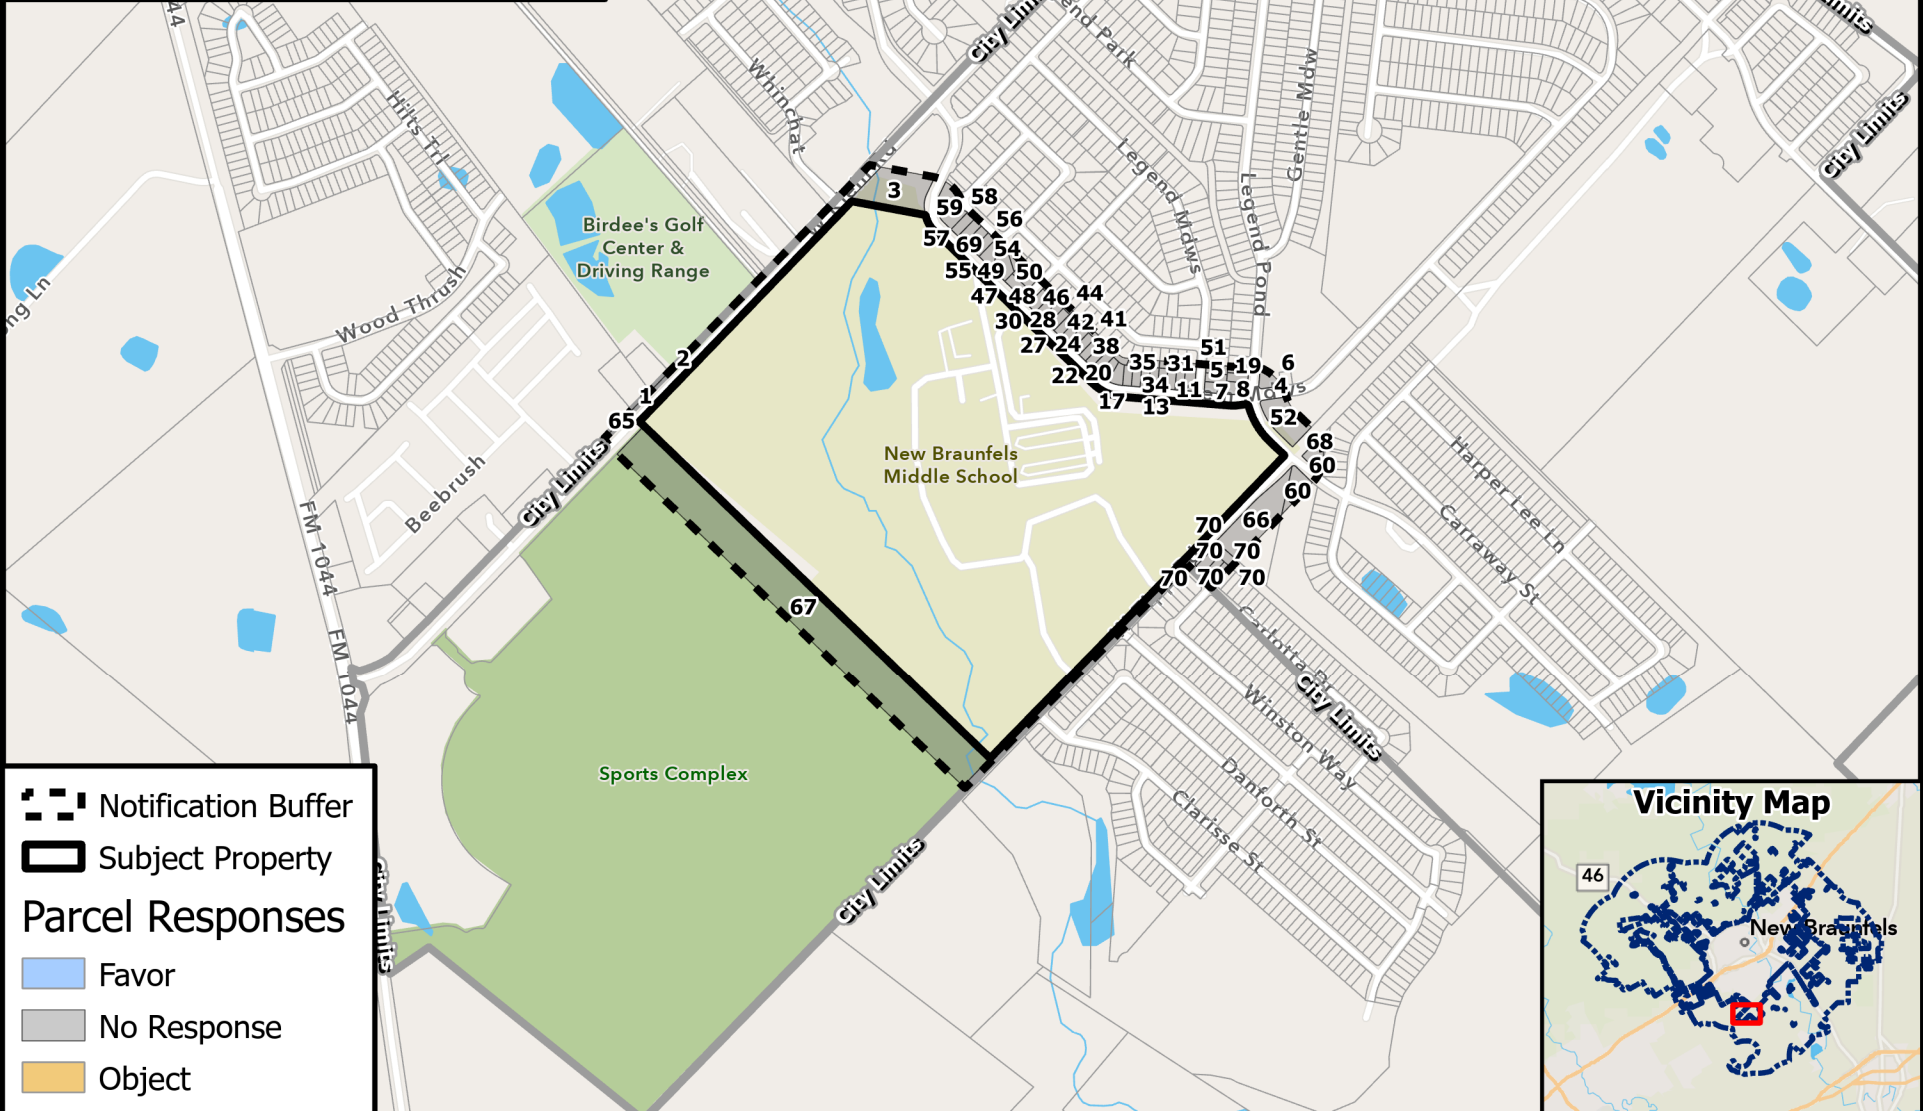 44
City Limits
Legend Park
Limits
Whinchat
Gentle Mdw
Hilts Trl
City Limits
Legend Mdws
Legend Pond
3
58
59
56
57
69
54
55
49
50
47
48
46
44
30
28
42
41
27
24
38
51
35
31
5
19
6
22
20
34
11
7
8
4
17
13
52
68
60
60
66
70
70
70
70
70
70
Birdee's Golf
Center &
Driving Range
Wood Thrush
2
1
65
New Braunfels
Middle School
Beebrush
City Limits
FM 1044
FM 1044
67
Harper Lee Ln
Carraway St
City Limits
Winston Way
Danforth St
Clarisse St
Sports Complex
City Limits
City Limits
Notification Buffer
Subject Property
Parcel Responses
Favor
No Response
Object
Vicinity Map
46
New Braunfels